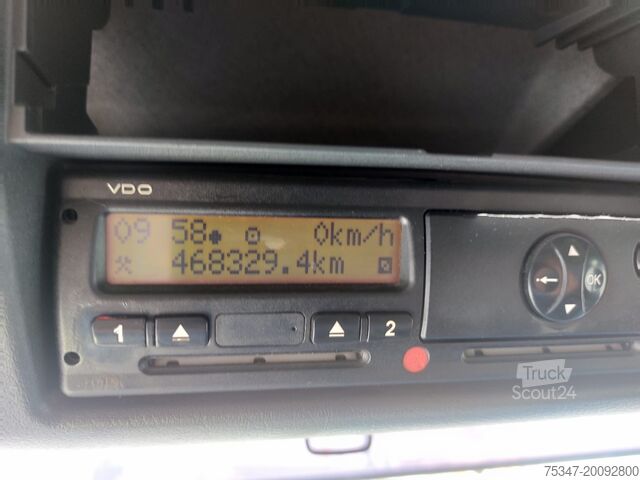 VDO
09 58 0km/h
468329.4km
1 2
OK
Truck
Scout24
75347-20092800